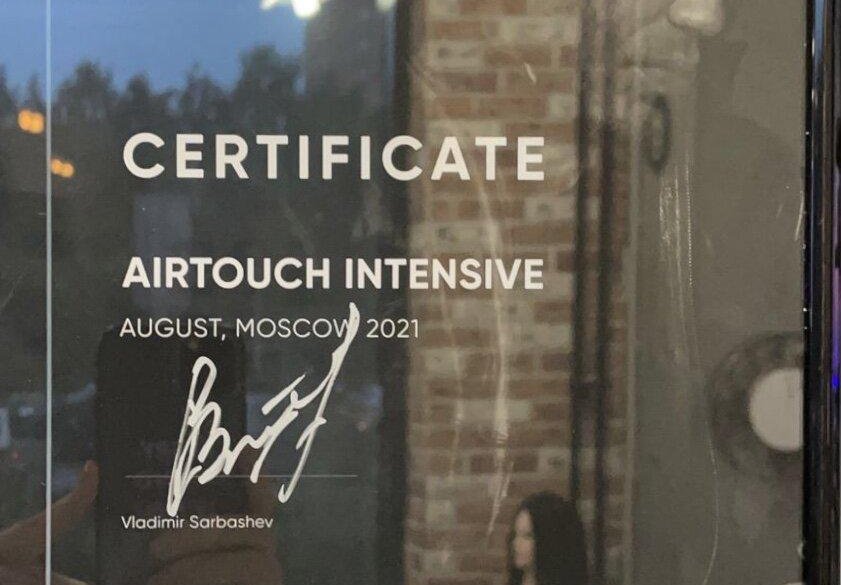 CERTIFICATE
AIRTOUCH INTENSIVE
AUGUST, MOSCOW 2021
Vladimir Sarbashev